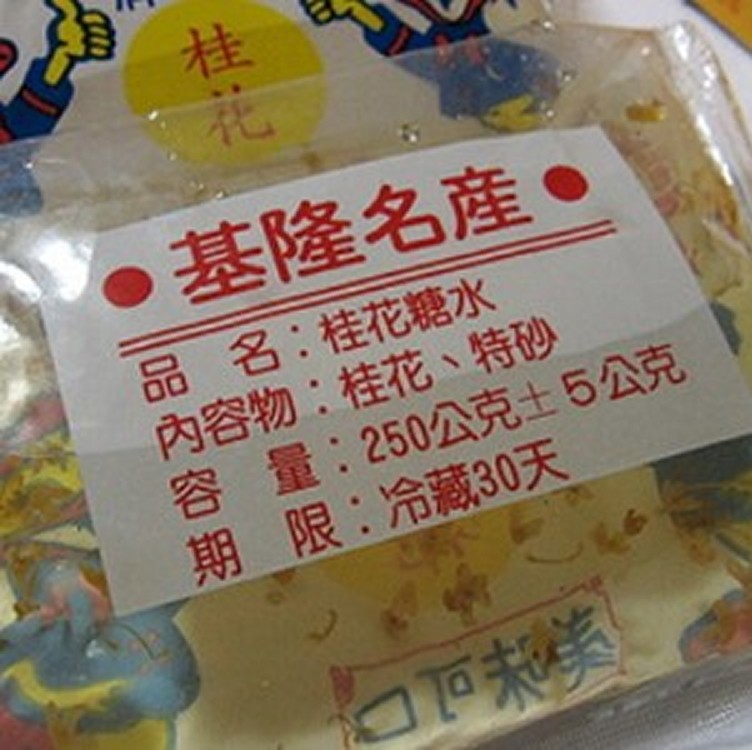 桂花
● 基隆名産 ●
品 名：桂花糖水
內容物：桂花、特砂
容 量：250公克±5公克
期 限：冷藏30天
美味可口